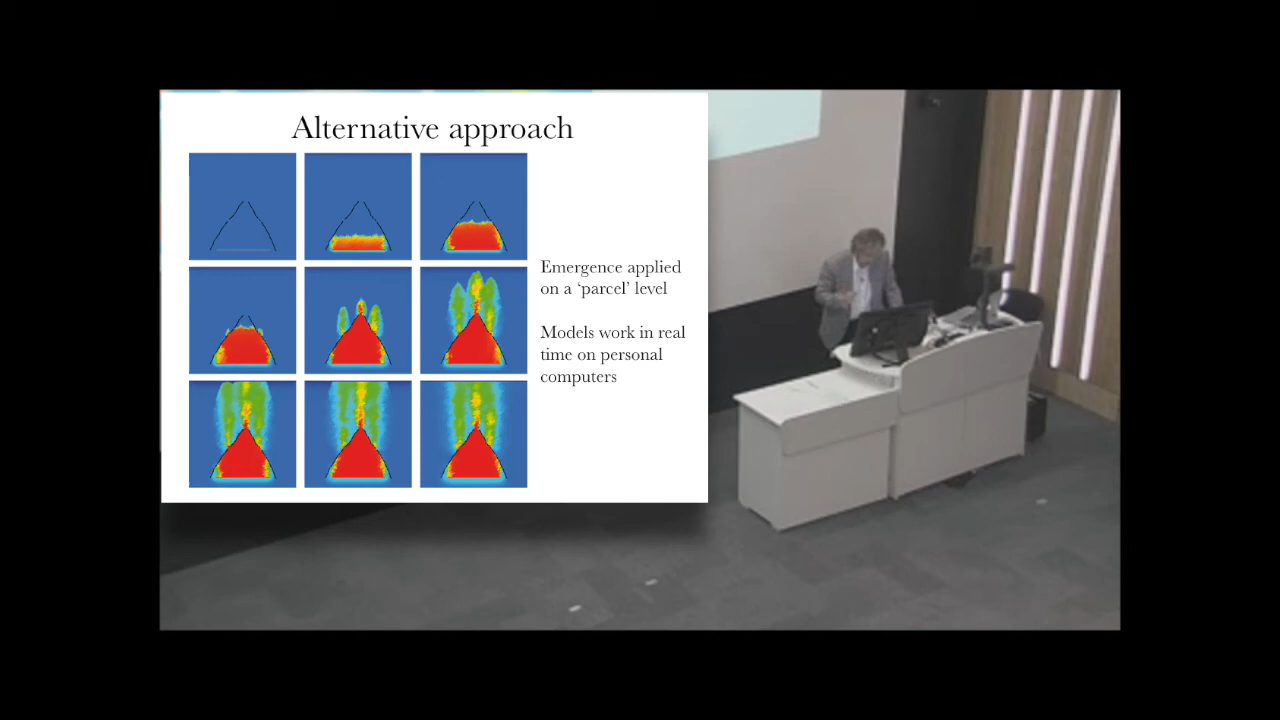 Alternative approach
Emergence applied
on a ‘parcel’ level
Models work in real
time on personal
computers